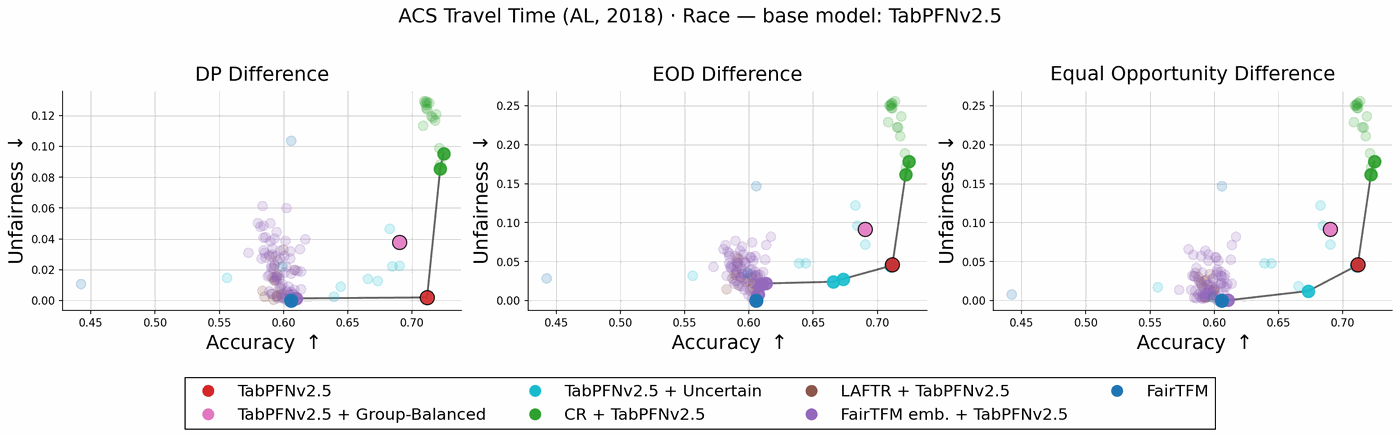 ACS Travel Time (AL, 2018) · Race — base model: TabPFNv2.5
DP Difference
EOD Difference
Equal Opportunity Difference
Unfairness ↓
0.12
0.10
0.08
0.06
0.04
0.02
0.00
0.45 0.50 0.55 0.60 0.65 0.70
Accuracy ↑
Unfairness ↓
0.25
0.20
0.15
0.10
0.05
0.00
0.45 0.50 0.55 0.60 0.65 0.70
Accuracy ↑
Unfairness ↓
0.25
0.20
0.15
0.10
0.05
0.00
0.45 0.50 0.55 0.60 0.65 0.70
Accuracy ↑
TabPFNv2.5
TabPFNv2.5 + Group-Balanced
TabPFNv2.5 + Uncertain
CR + TabPFNv2.5
LAFTR + TabPFNv2.5
FairTFM emb. + TabPFNv2.5
FairTFM